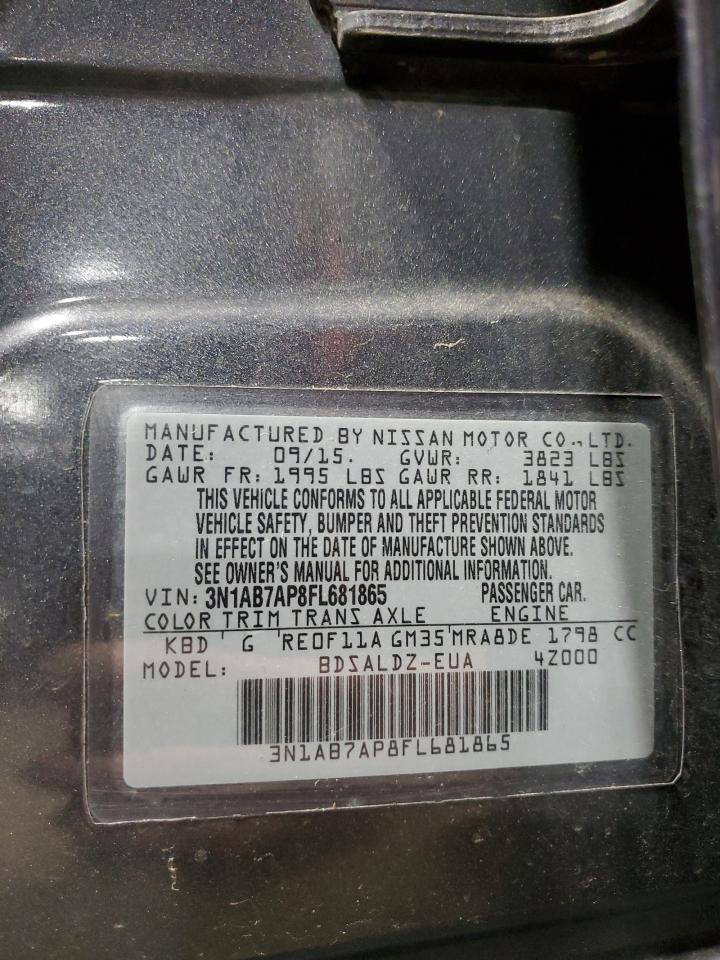 MANUFACTURED BY NISSAN MOTOR CO., LTD.
DATE: 09/15. GVWR: 3823 LBS
GAWR FR: 1995 LBS GAWR RR: 1841 LBS
THIS VEHICLE CONFORMS TO ALL APPLICABLE FEDERAL MOTOR
VEHICLE SAFETY, BUMPER AND THEFT PREVENTION STANDARDS
IN EFFECT ON THE DATE OF MANUFACTURE SHOWN ABOVE.
SEE OWNER'S MANUAL FOR ADDITIONAL INFORMATION.
VIN: 3N1AB7AP8FL681865 PASSENGER CAR.
COLOR TRIM TRANS AXLE ENGINE
KBD G RE0F11A GM35 MRA8DE 1798 CC
MODEL: BDSALDZ-EUA 4Z000
3N1AB7AP8FL681865